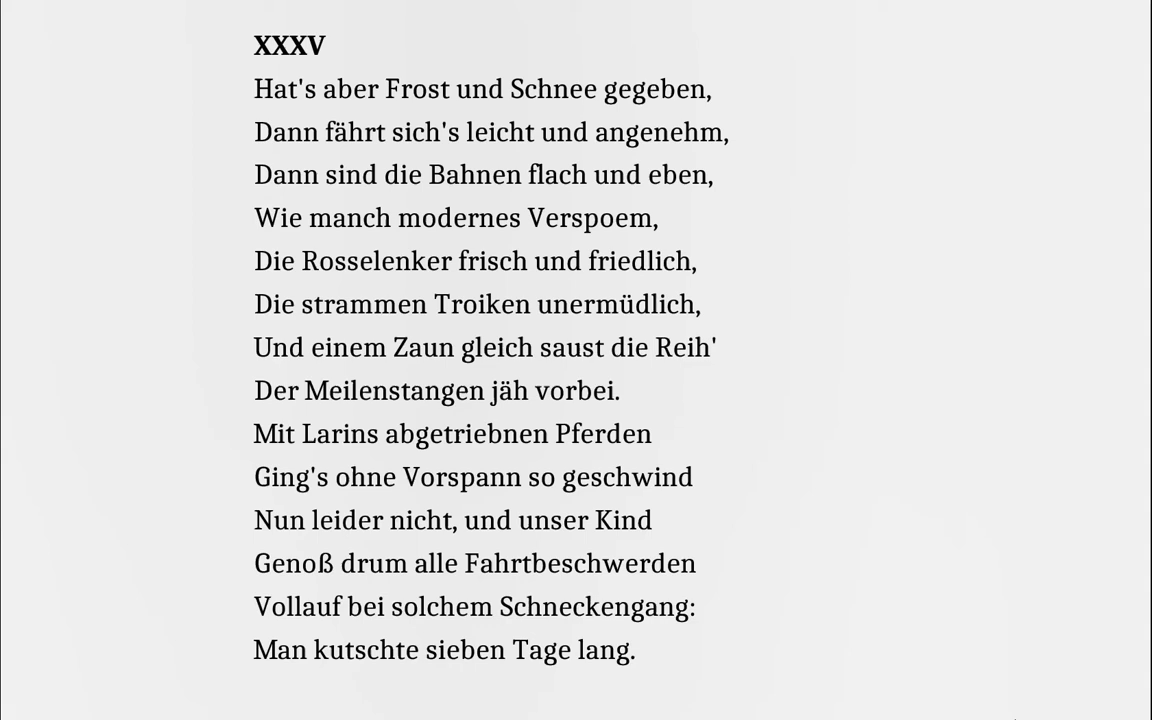 XXXV
Hat's aber Frost und Schnee gegeben,
Dann fährt sich's leicht und angenehm,
Dann sind die Bahnen flach und eben,
Wie manch modernes Verspoem,
Die Rosselenker frisch und friedlich,
Die strammen Troiken unermüdlich,
Und einem Zaun gleich saust die Reih'
Der Meilenstangen jäh vorbei.
Mit Larins abgetriebnen Pferden
Ging's ohne Vorspann so geschwind
Nun leider nicht, und unser Kind
Genoß drum alle Fahrtbeschwerden
Vollauf bei solchem Schneckengang:
Man kutschte sieben Tage lang.